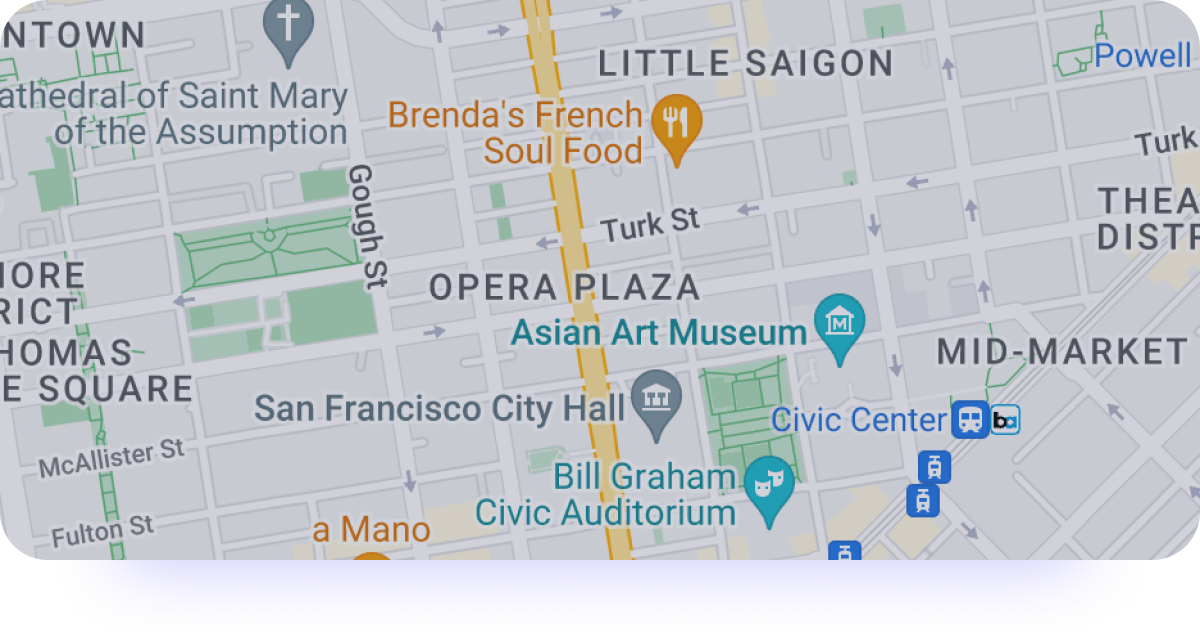 NTOWN
LITTLE SAIGON
Powell
athedral of Saint Mary
of the Assumption
Brenda's French
Soul Food
Turk
Gough St
Turk St
THEA
DISTR
IORE
RICT
OPERA PLAZA
Asian Art Museum
M
HOMAS
E SQUARE
MID-MARKET
San Francisco City Hall
Civic Center
ba
McAllister St
Bill Graham
Civic Auditorium
Fulton St
a Mano